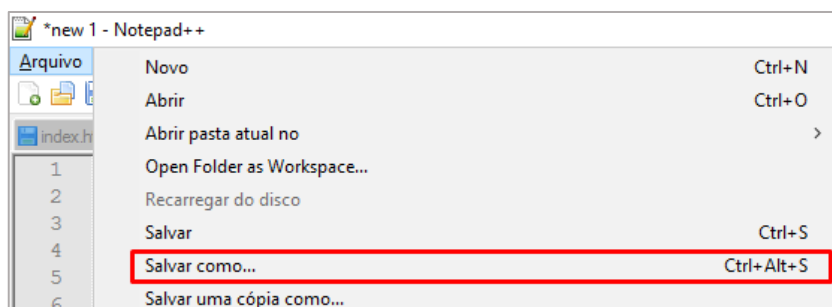 *new 1 - Notepad++
Arquivo
Novo Ctrl+N
Abrir Ctrl+O
Abrir pasta atual no >
index.h
1 Open Folder as Workspace...
2 Recarregar do disco
3 Salvar Ctrl+S
4
5 Salvar como... Ctrl+Alt+S
6 Salvar uma cópia como...